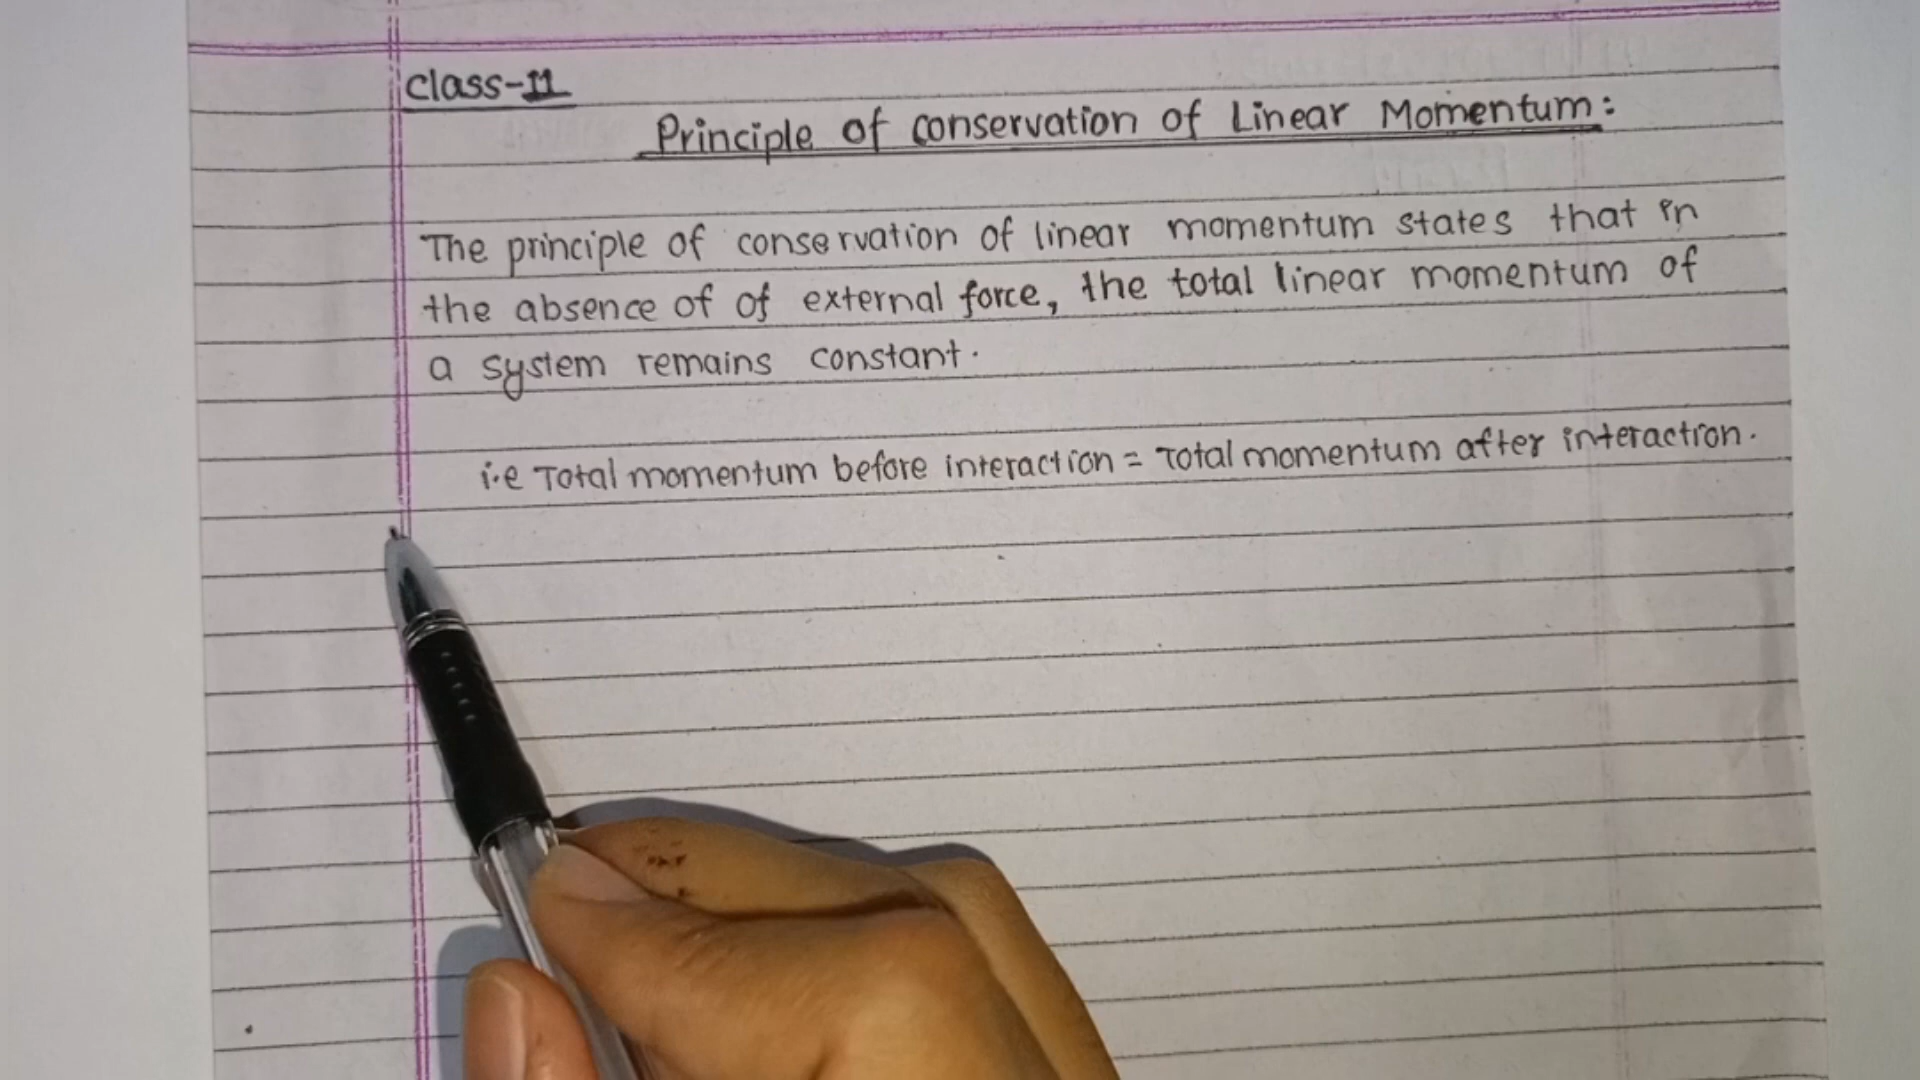 Class-11
Principle of conservation of Linear Momentum:
The principle of conservation of linear momentum states that in
the absence of of external force, the total linear momentum of
a system remains constant.
i.e Total momentum before interaction = Total momentum after interaction.